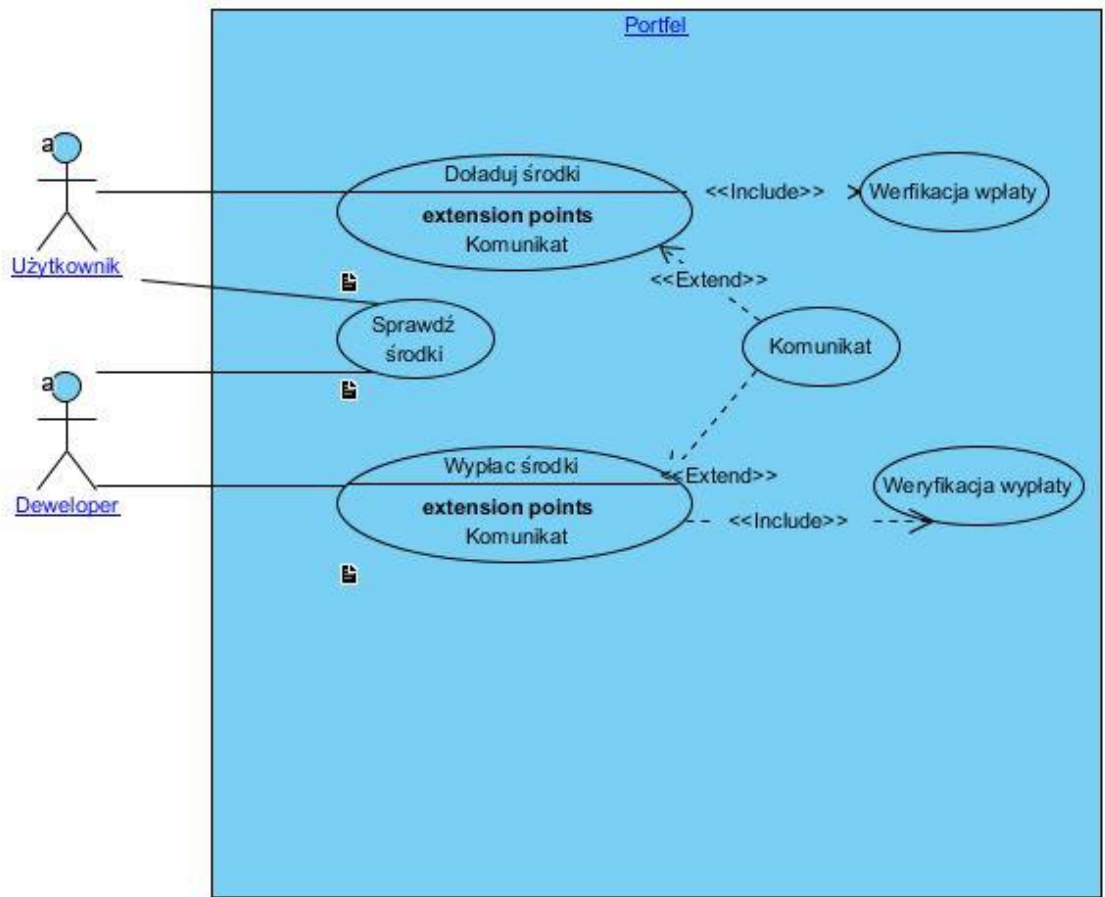 Portfel
a
Doładuj środki
<<Include>>
Werfikacja wpłaty
extension points
Komunikat
Użytkownik
<<Extend>>
Sprawdź
środki
Komunikat
a
Wypłac środki
<<Extend>>
Weryfikacja wypłaty
Deweloper
extension points
<<Include>>
Komunikat